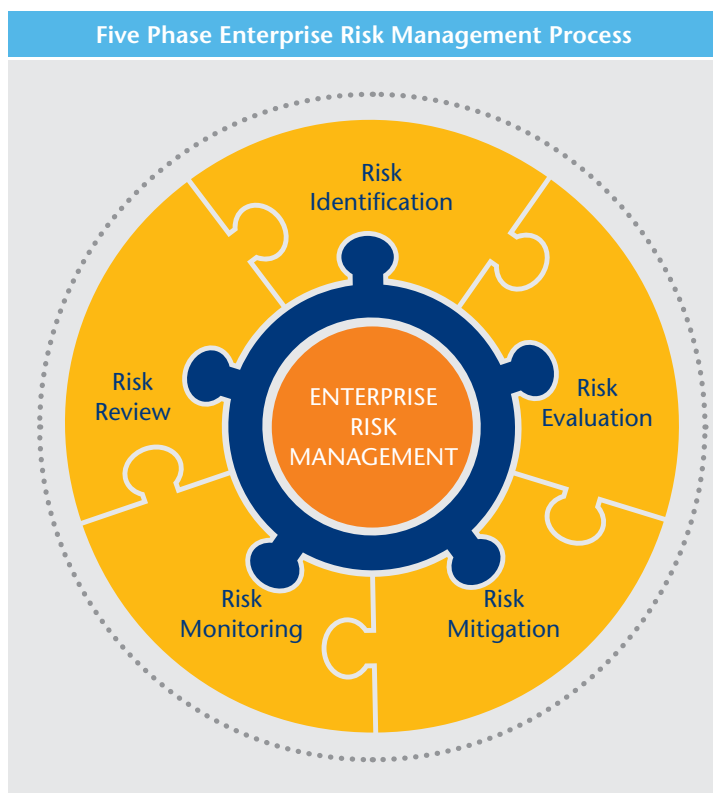 Five Phase Enterprise Risk Management Process
Risk
Identification
Risk
Evaluation
Risk
Mitigation
Risk
Monitoring
Risk
Review
ENTERPRISE
RISK
MANAGEMENT